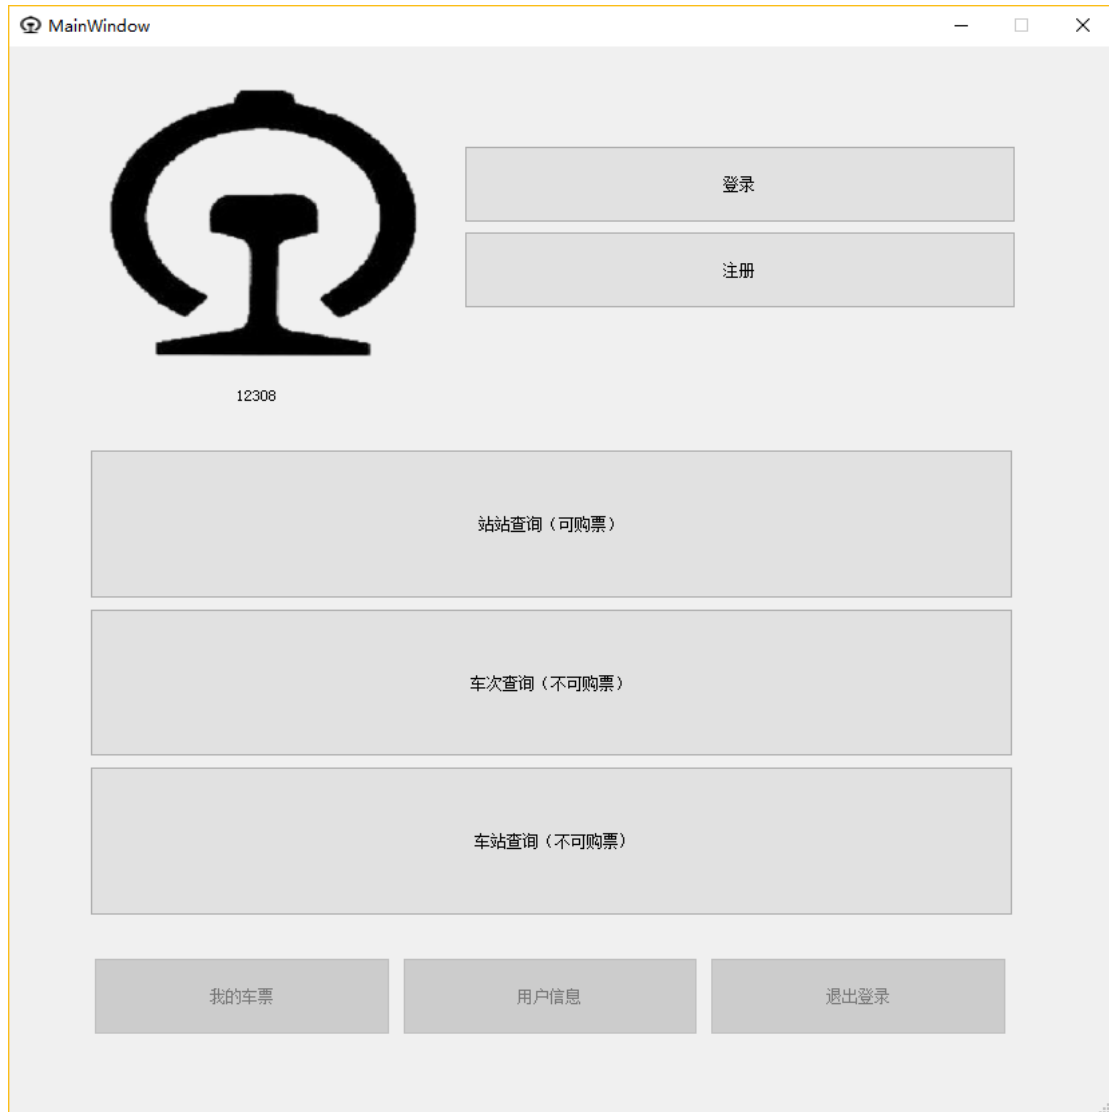 MainWindow
登录
注册
12308
站站查询（可购票）
车次查询（不可购票）
车站查询（不可购票）
我的车票
用户信息
退出登录